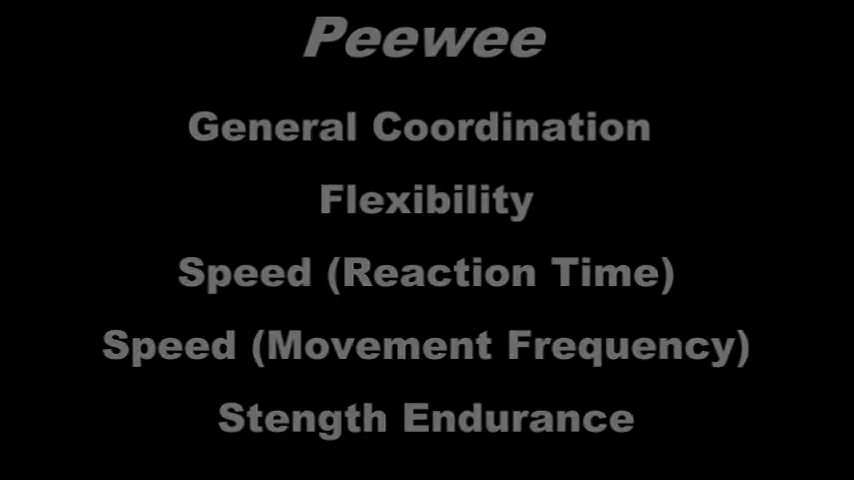 Peewee
General Coordination
Flexibility
Speed (Reaction Time)
Speed (Movement Frequency)
Stength Endurance